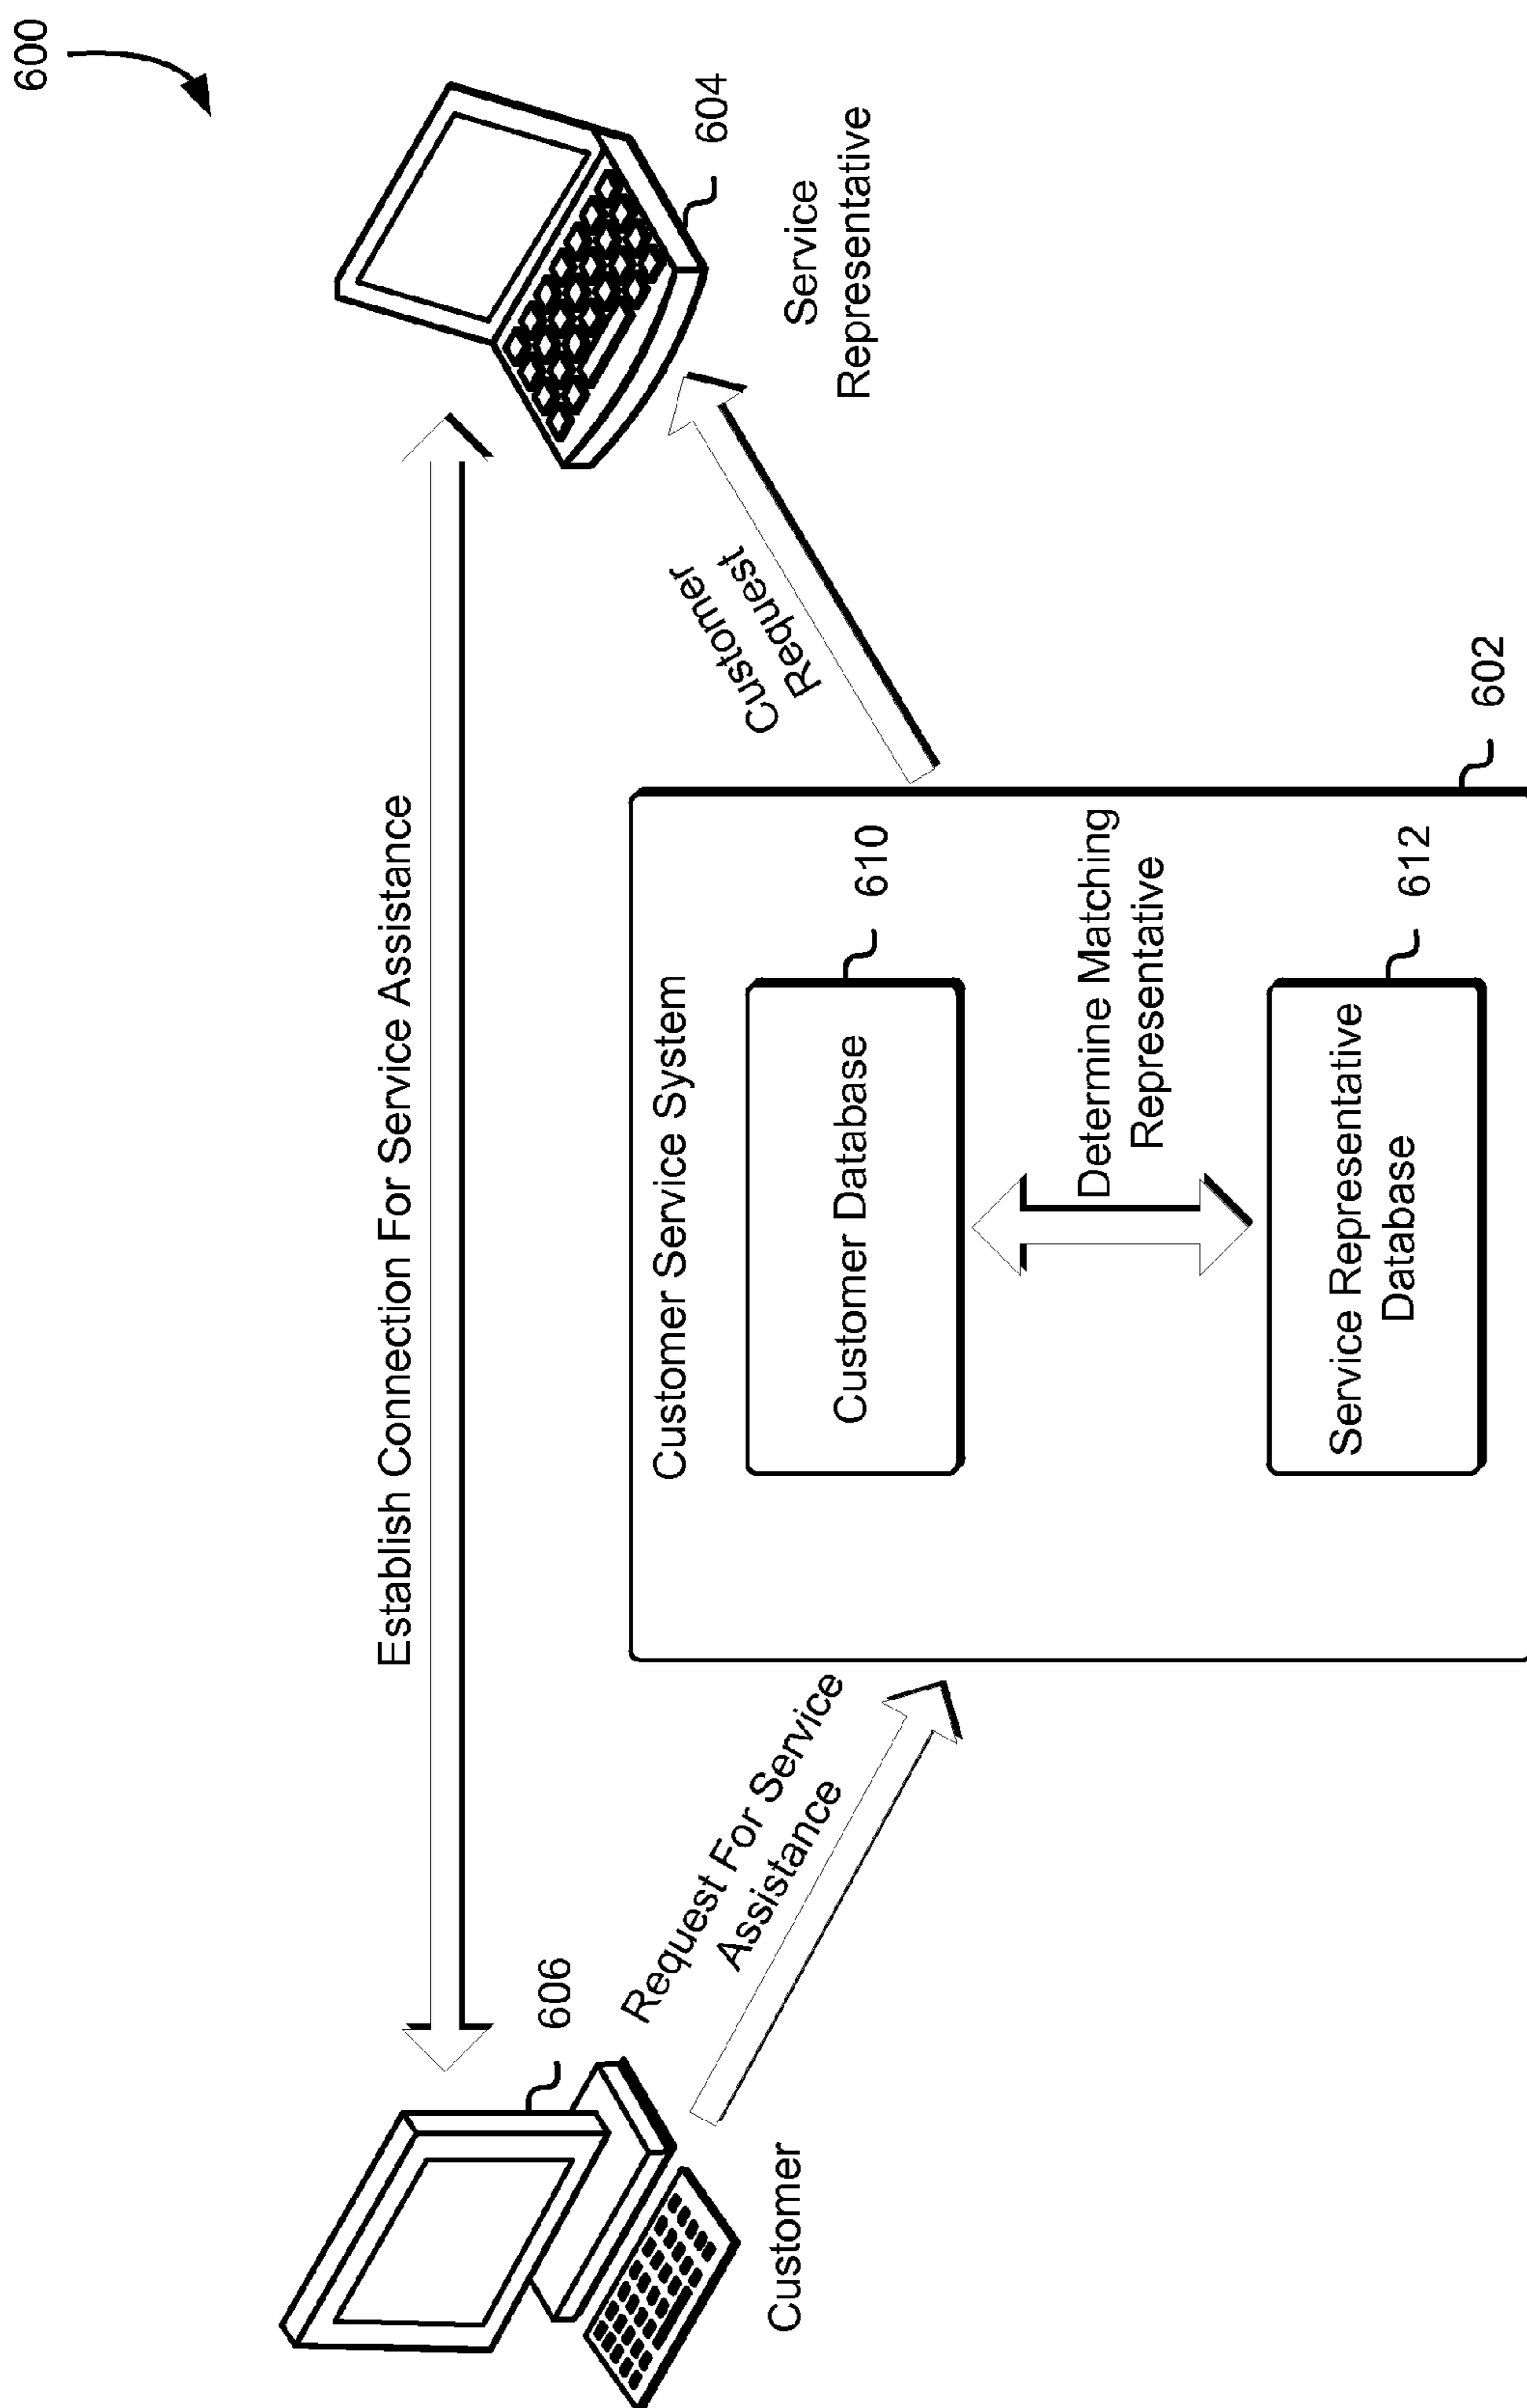 600
Establish Connection For Service Assistance
606
604
Customer
Service
Representative
Request For Service
Assistance
Customer
Request
Customer Service System
Customer Database
610
Determine Matching
Representative
Service Representative
Database
612
602